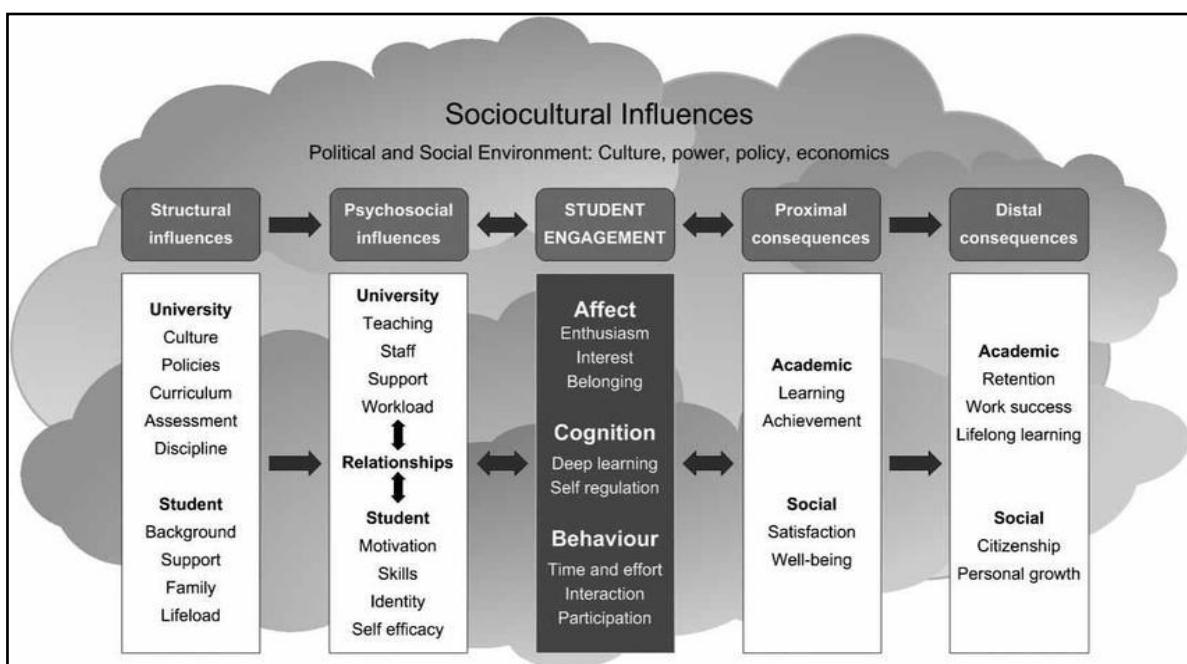 Sociocultural Influences
Political and Social Environment: Culture, power, policy, economics
Structural
influences
Psychosocial
influences
STUDENT
ENGAGEMENT
Proximal
consequences
Distal
consequences
University
Culture
Policies
Curriculum
Assessment
Discipline
Student
Background
Support
Family
Lifeload
University
Teaching
Staff
Support
Workload
Relationships
Student
Motivation
Skills
Identity
Self efficacy
Affect
Enthusiasm
Interest
Belonging
Cognition
Deep learning
Self regulation
Behaviour
Time and effort
Interaction
Participation
Academic
Learning
Achievement
Social
Satisfaction
Well-being
Academic
Retention
Work success
Lifelong learning
Social
Citizenship
Personal growth